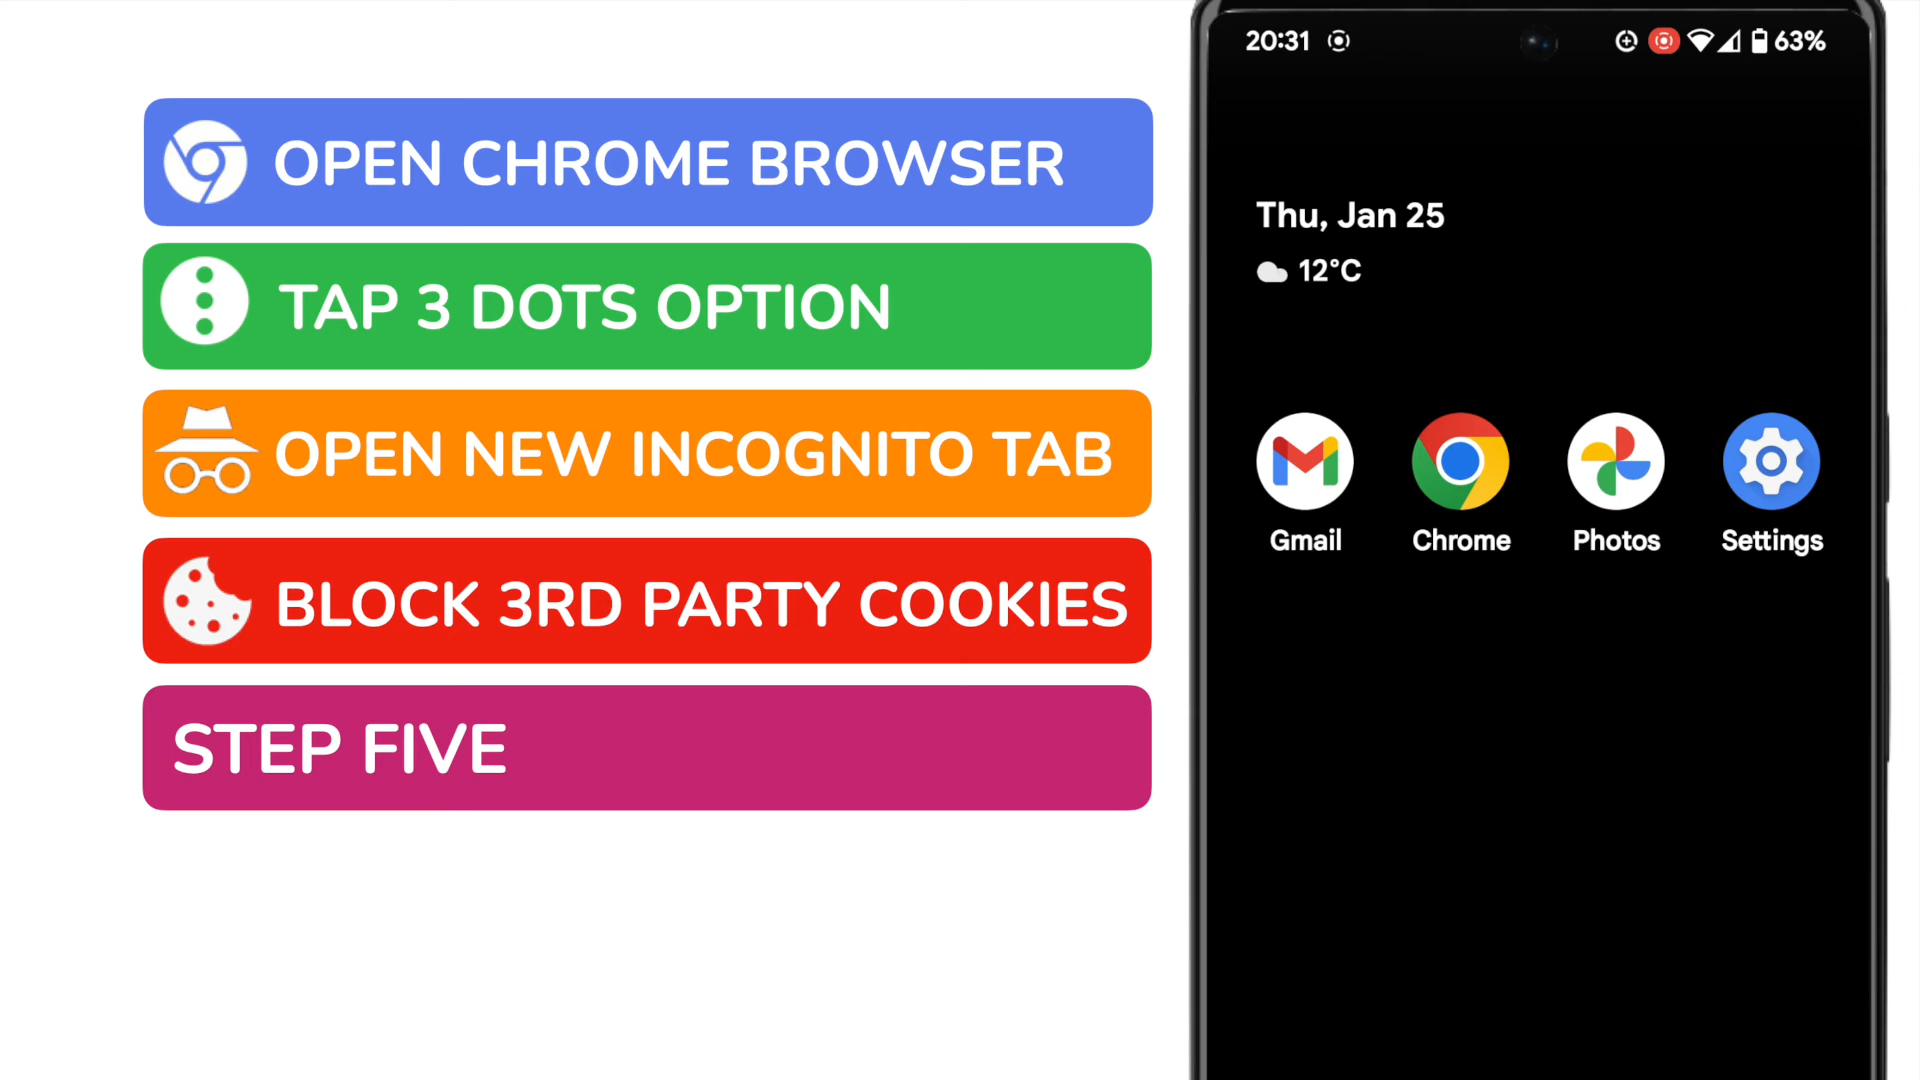 OPEN CHROME BROWSER
TAP 3 DOTS OPTION
OPEN NEW INCOGNITO TAB
BLOCK 3RD PARTY COOKIES
STEP FIVE
20:31 63%
Thu, Jan 25
12°C
Gmail Chrome Photos Settings